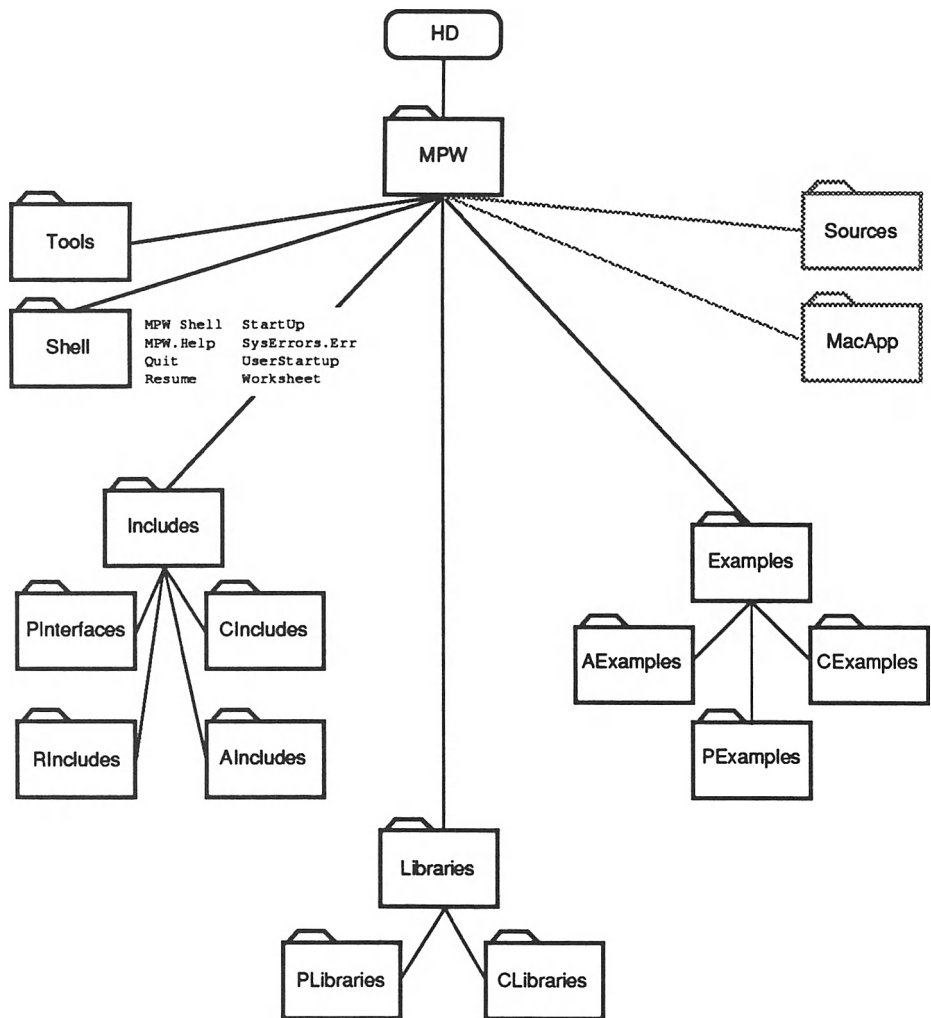 HD
MPW
Tools
Sources
Shell
MPW Shell StartUp
MPW.Help SysErrors.Err
Quit UserStartup
Resume Worksheet
MacApp
Includes
Examples
PInterfaces
CIncludes
AExamples
CExamples
RIncludes
AIncludes
PExamples
Libraries
PLibraries
CLibraries